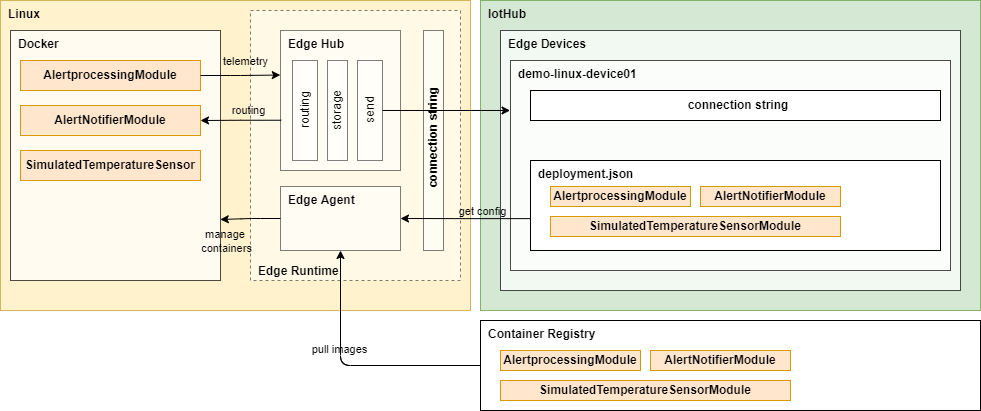 Linux
Docker
AlertprocessingModule
AlertNotifierModule
SimulatedTemperatureSensor
telemetry
routing
manage
containers
Edge Hub
routing
storage
send
connection string
Edge Agent
Edge Runtime
IotHub
Edge Devices
demo-linux-device01
connection string
deployment.json
AlertprocessingModule
AlertNotifierModule
SimulatedTemperatureSensorModule
get config
pull images
Container Registry
AlertprocessingModule
AlertNotifierModule
SimulatedTemperatureSensorModule